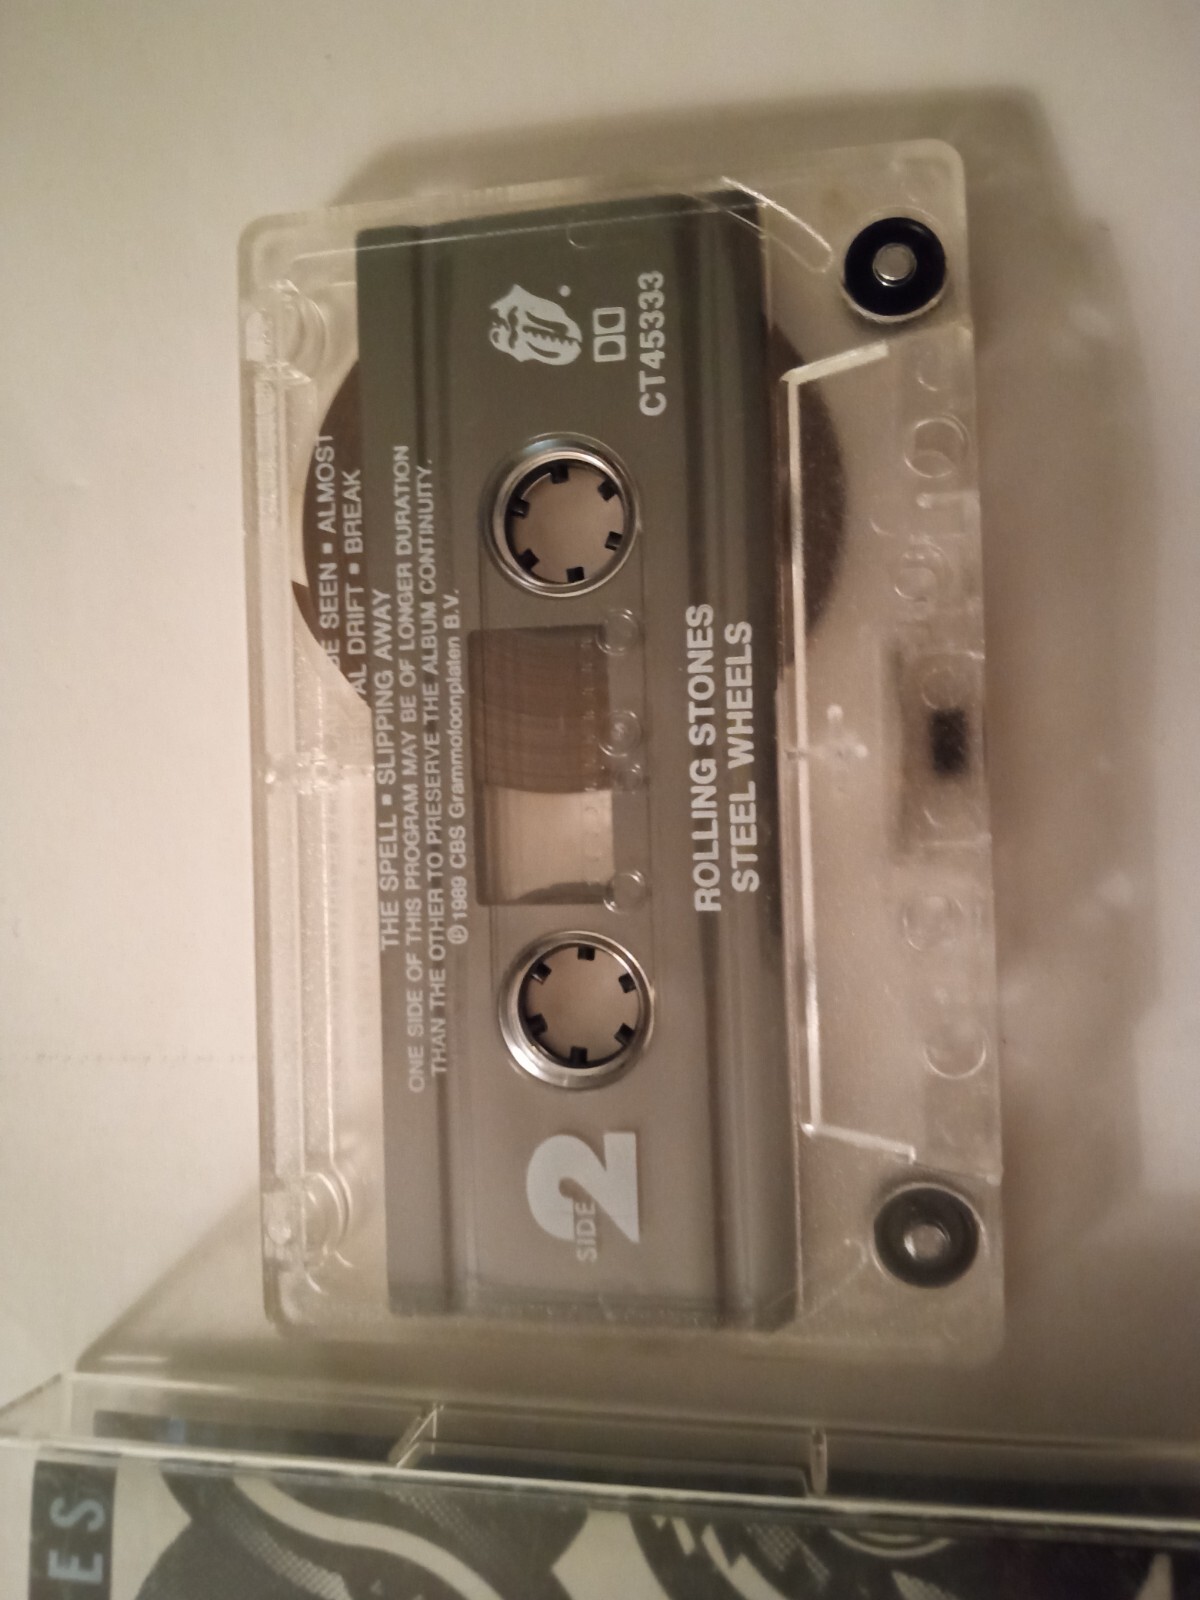 BE SEEN ▪ ALMOST
AL DRIFT ▪ BREAK
THE SPELL ▪ SLIPPING AWAY
ONE SIDE OF THIS PROGRAM MAY BE OF LONGER DURATION
THAN THE OTHER TO PRESERVE THE ALBUM CONTINUITY.
℗ 1989 CBS Grammofoonplaten B.V.
SIDE
2
CT45333
ROLLING STONES
STEEL WHEELS
ES